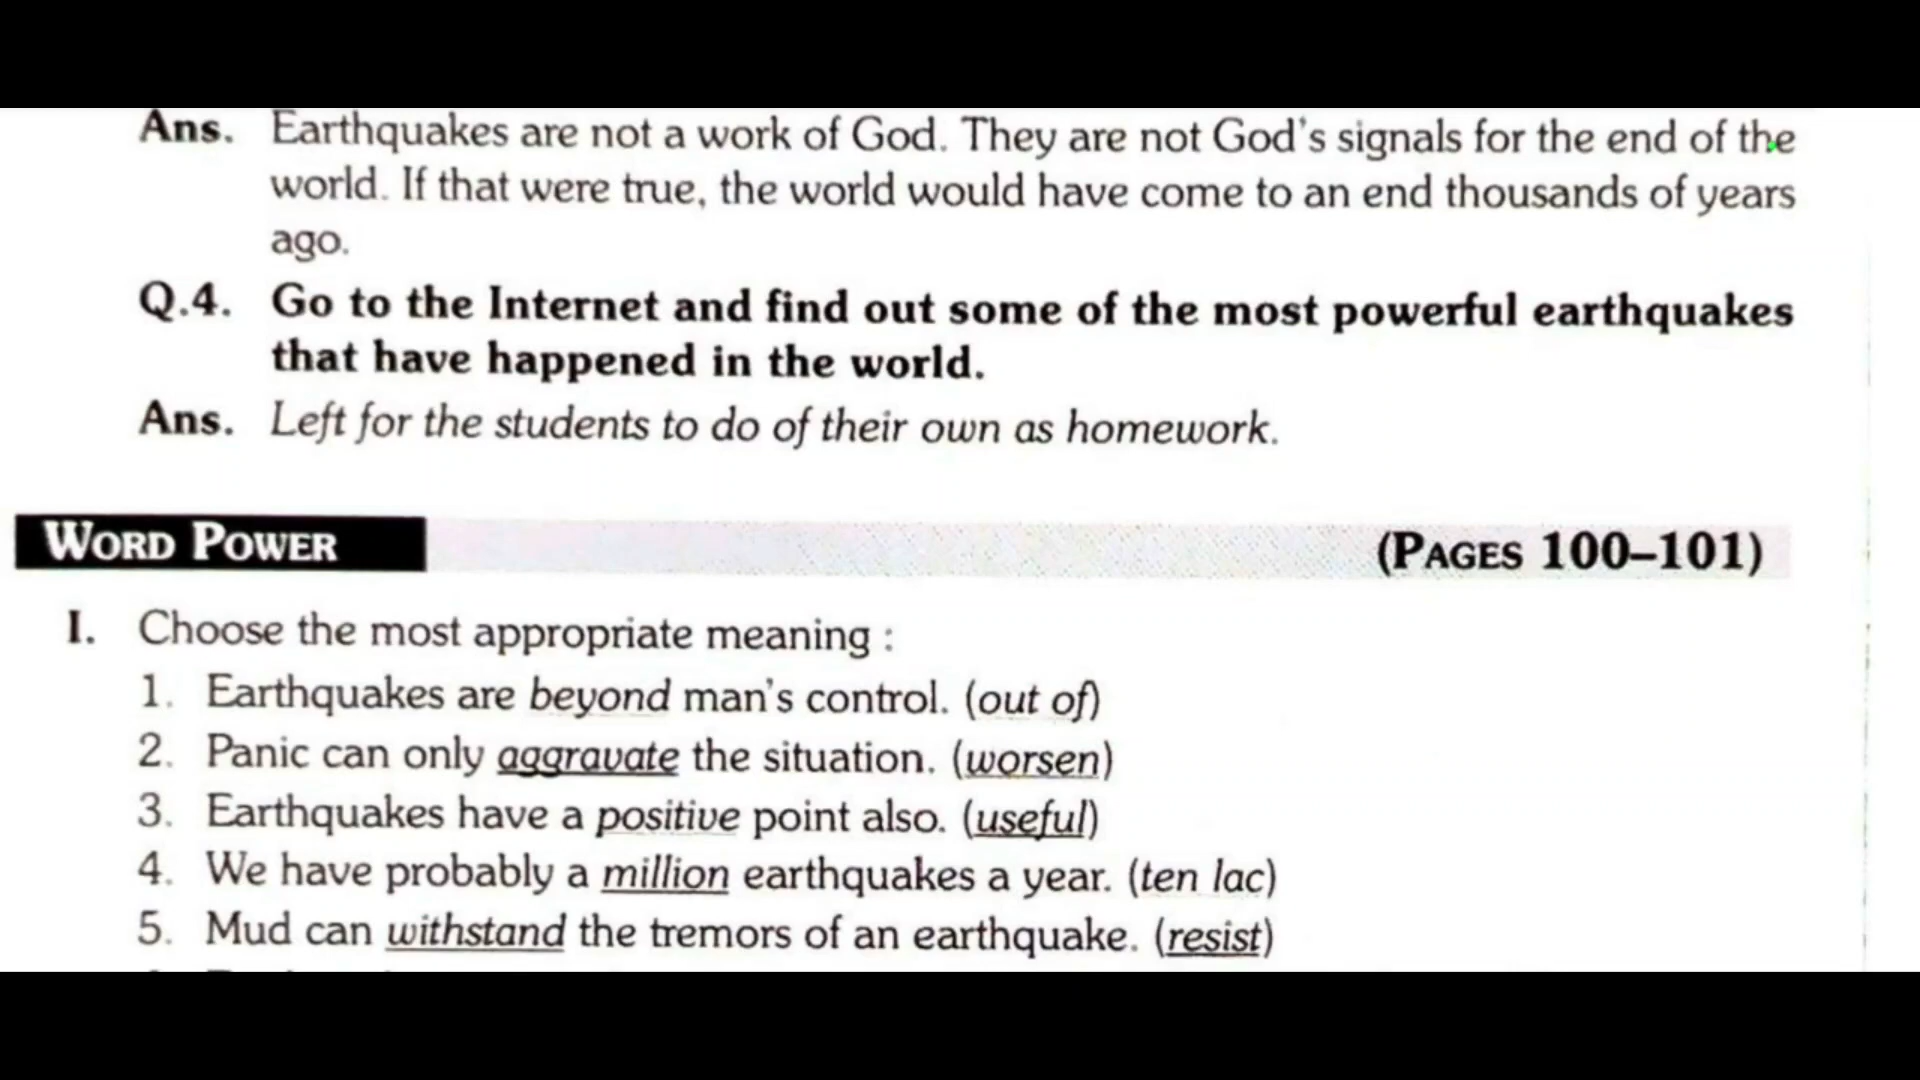 Ans. Earthquakes are not a work of God. They are not God's signals for the end of the
world. If that were true, the world would have come to an end thousands of years
ago.
Q.4. Go to the Internet and find out some of the most powerful earthquakes
that have happened in the world.
Ans. Left for the students to do of their own as homework.
WORD POWER (PAGES 100–101)
I. Choose the most appropriate meaning :
1. Earthquakes are beyond man's control. (out of)
2. Panic can only aggravate the situation. (worsen)
3. Earthquakes have a positive point also. (useful)
4. We have probably a million earthquakes a year. (ten lac)
5. Mud can withstand the tremors of an earthquake. (resist)